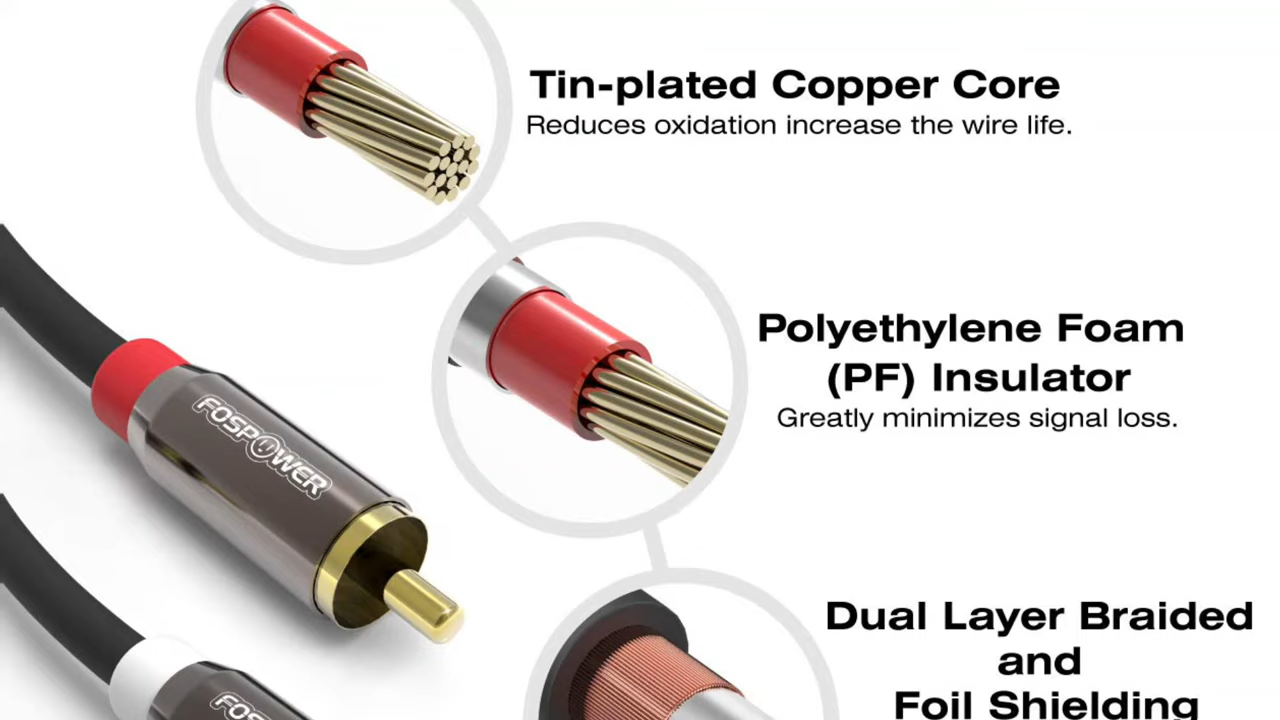 Tin-plated Copper Core
Reduces oxidation increase the wire life.
Polyethylene Foam
(PF) Insulator
Greatly minimizes signal loss.
FOSPOWER
Dual Layer Braided
and
Foil Shielding
FOS